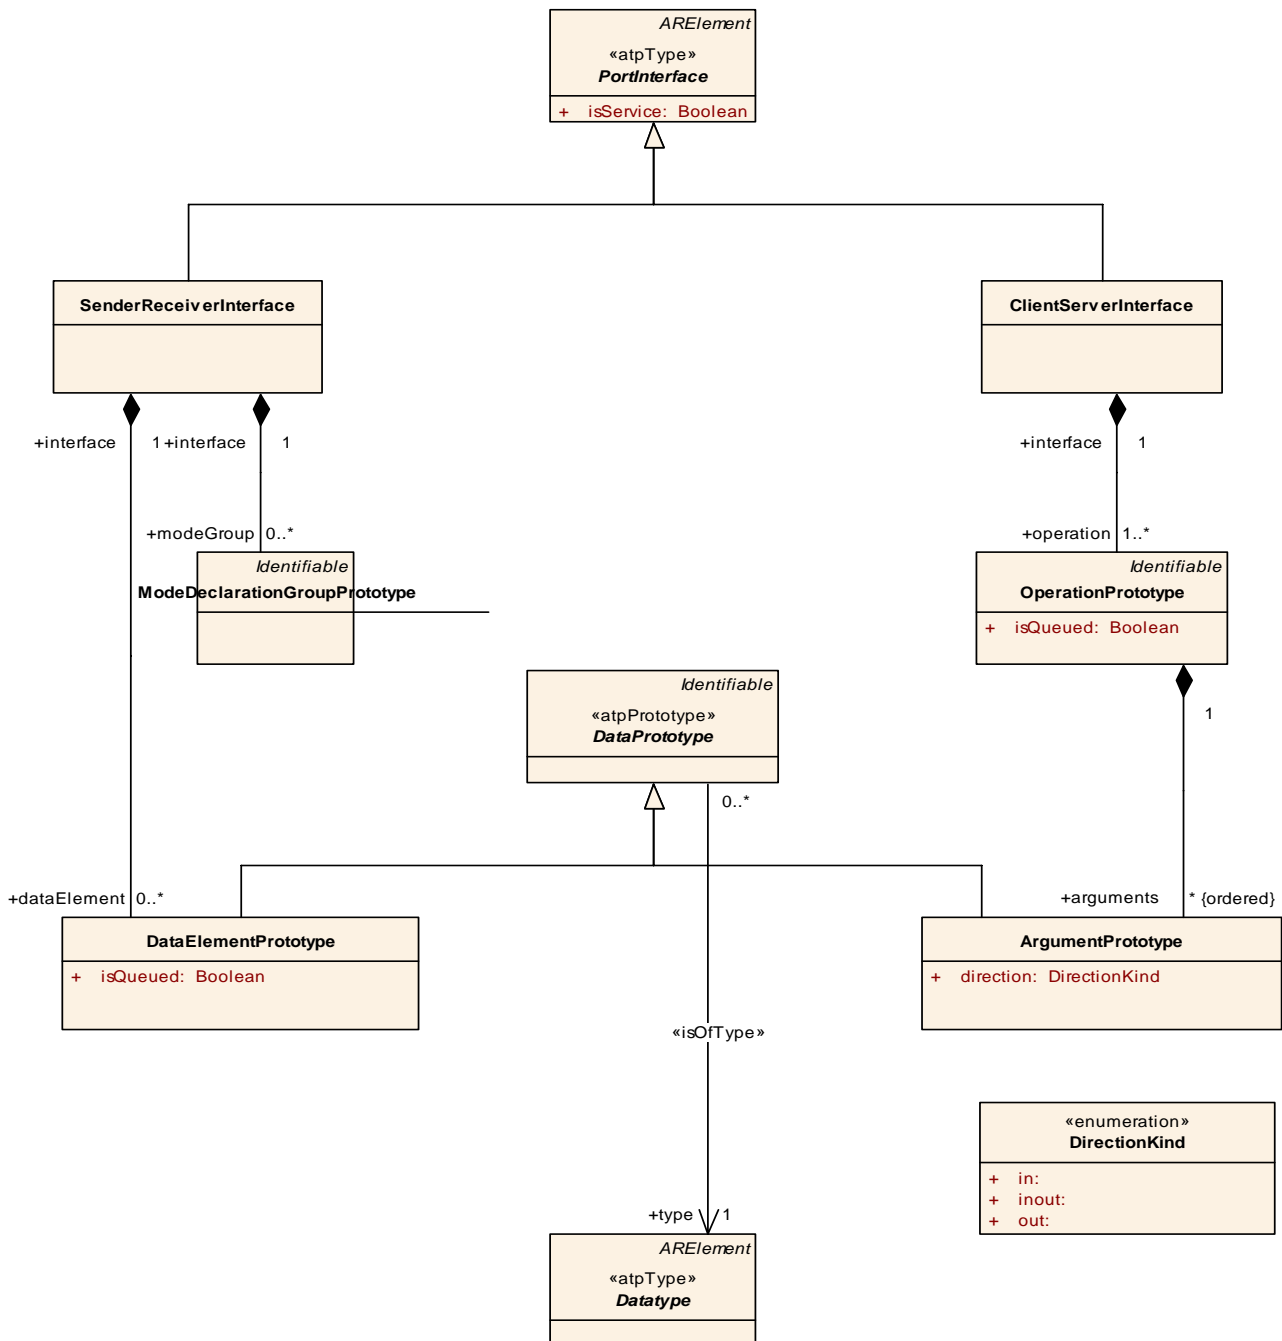 ARElement
«atpType»
PortInterface
+ isService: Boolean
SenderReceiverInterface
ClientServerInterface
+interface 1 +interface 1
+interface 1
+modeGroup 0..*
+operation 1..*
Identifiable
ModeDeclarationGroupPrototype
Identifiable
OperationPrototype
+ isQueued: Boolean
Identifiable
«atpPrototype»
DataPrototype
1
0..*
+dataElement 0..*
+arguments * {ordered}
DataElementPrototype
+ isQueued: Boolean
ArgumentPrototype
+ direction: DirectionKind
«isOfType»
«enumeration»
DirectionKind
+ in:
+ inout:
+ out:
+type 1
ARElement
«atpType»
Datatype